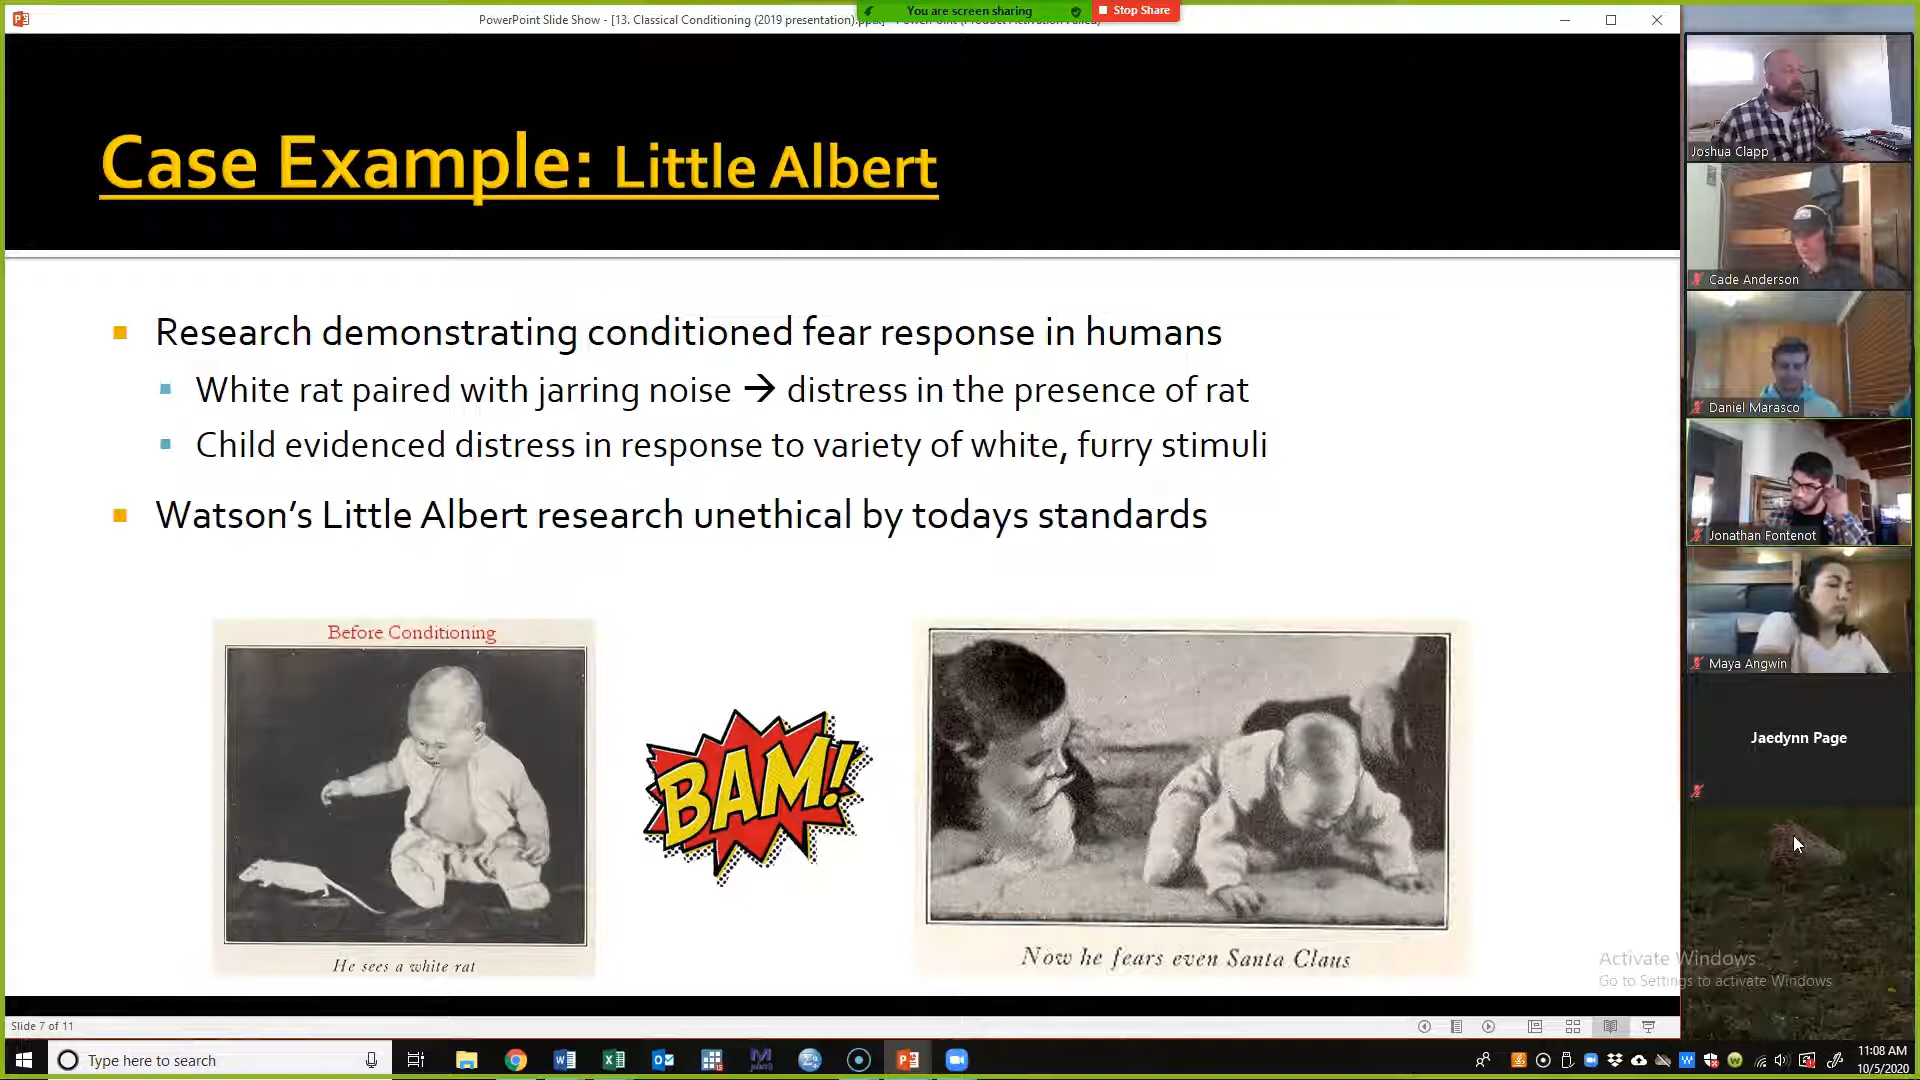 PowerPoint Slide Show - [13. Classical Conditioning (2019 presentation)
You are screen sharing
Stop Share
Case Example: Little Albert
Research demonstrating conditioned fear response in humans
White rat paired with jarring noise → distress in the presence of rat
Child evidenced distress in response to variety of white, furry stimuli
Watson's Little Albert research unethical by todays standards
Before Conditioning
He sees a white rat
BAM!
Now he fears even Santa Claus
Joshua Clapp
Cade Anderson
Daniel Marasco
Jonathan Fontenot
Maya Angwin
Jaedynn Page
Activate Windows
Go to Settings to activate Windows
Slide 7 of 11
Type here to search
11:08 AM
10/5/2020